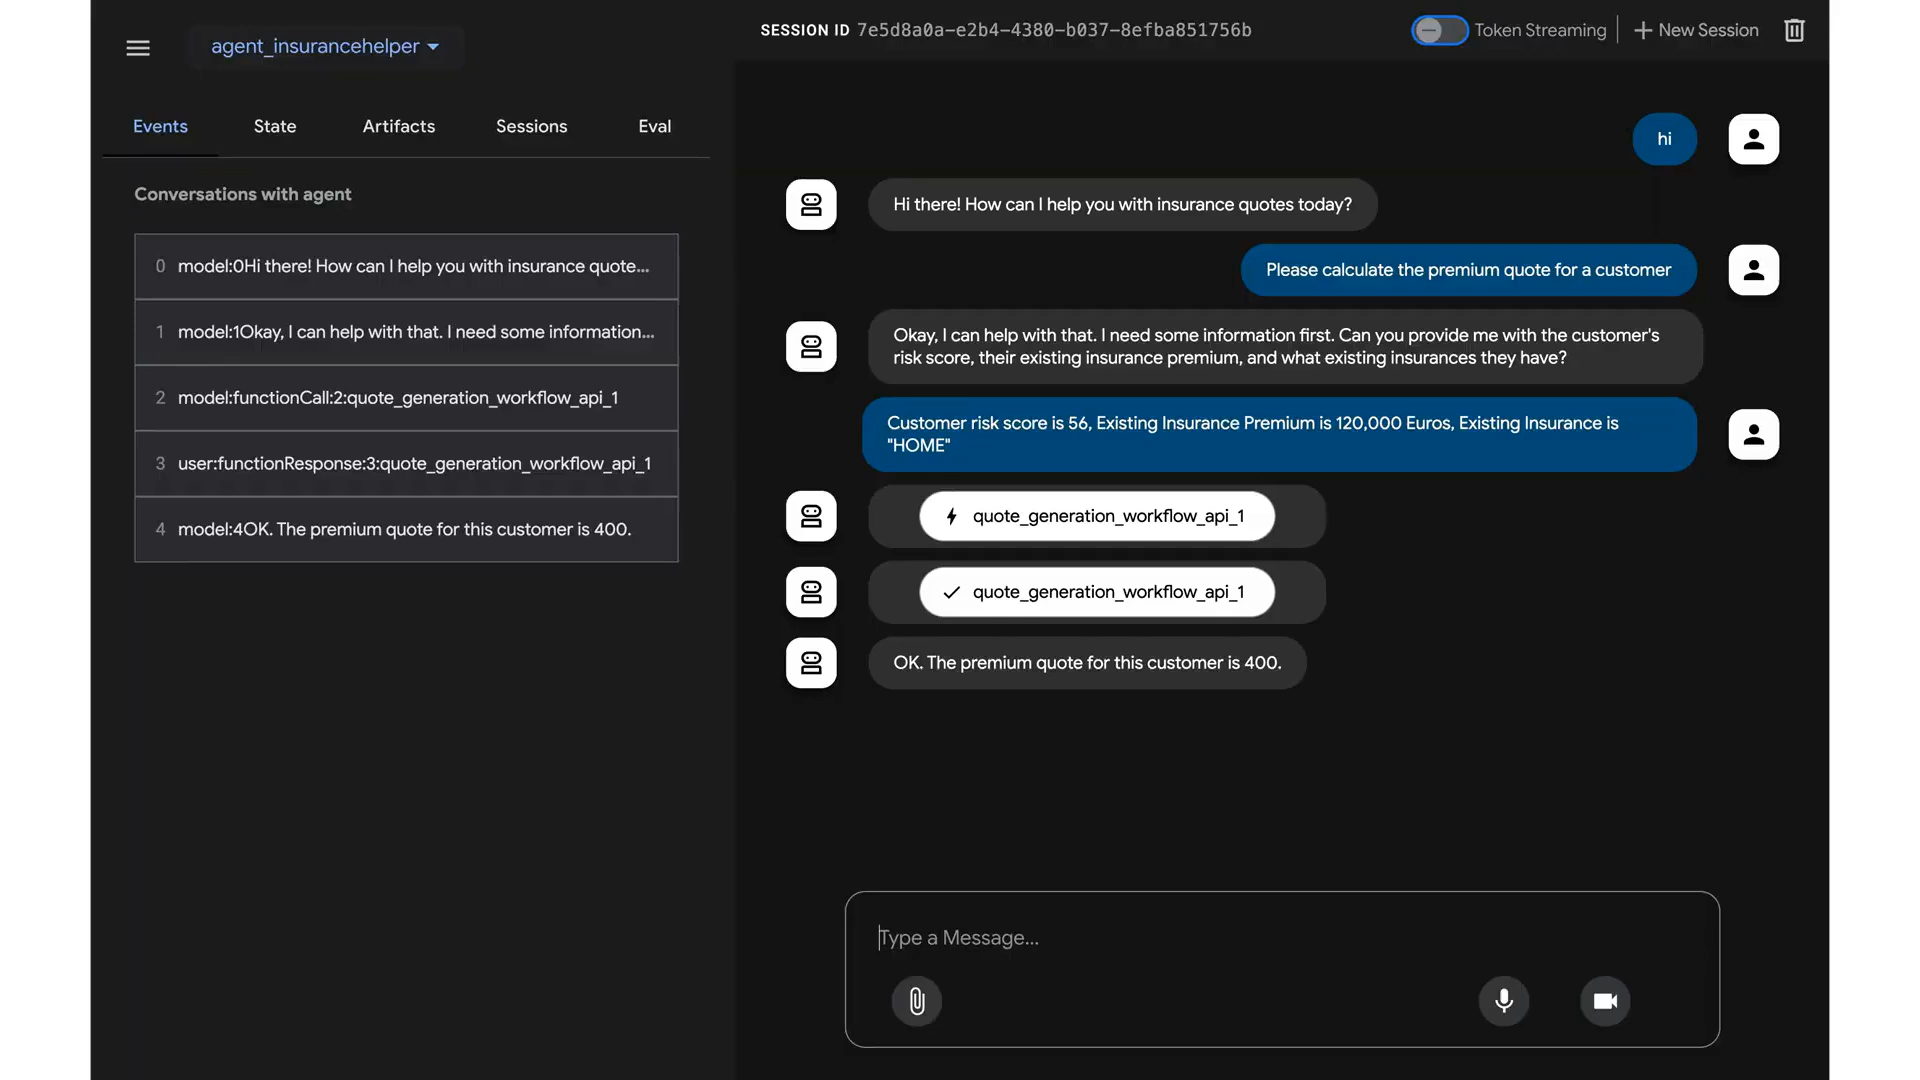 agent_insurancehelper
SESSION ID 7e5d8a0a-e2b4-4380-b037-8efba851756b
Token Streaming
New Session
Events
State
Artifacts
Sessions
Eval
Conversations with agent
0 model:0Hi there! How can I help you with insurance quote...
1 model:1Okay, I can help with that. I need some information...
2 model:functionCall:2:quote_generation_workflow_api_1
3 user:functionResponse:3:quote_generation_workflow_api_1
4 model:4OK. The premium quote for this customer is 400.
hi
Hi there! How can I help you with insurance quotes today?
Please calculate the premium quote for a customer
Okay, I can help with that. I need some information first. Can you provide me with the customer's
risk score, their existing insurance premium, and what existing insurances they have?
Customer risk score is 56, Existing Insurance Premium is 120,000 Euros, Existing Insurance is
"HOME"
quote_generation_workflow_api_1
quote_generation_workflow_api_1
OK. The premium quote for this customer is 400.
Type a Message...